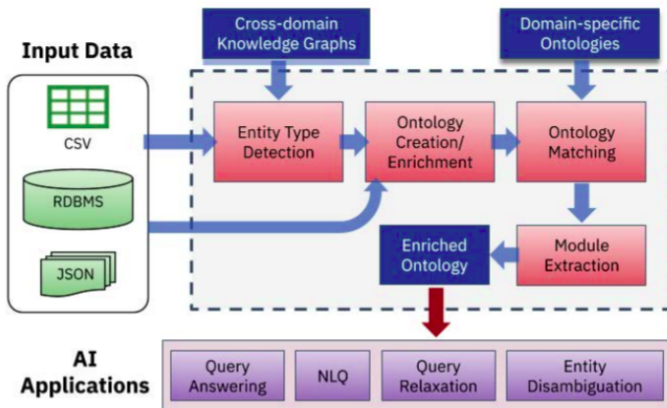 Cross-domain
Knowledge Graphs
Domain-specific
Ontologies
Input Data
CSV
RDBMS
JSON
Entity Type
Detection
Ontology
Creation/
Enrichment
Ontology
Matching
Enriched
Ontology
Module
Extraction
AI
Applications
Query
Answering
NLQ
Query
Relaxation
Entity
Disambiguation